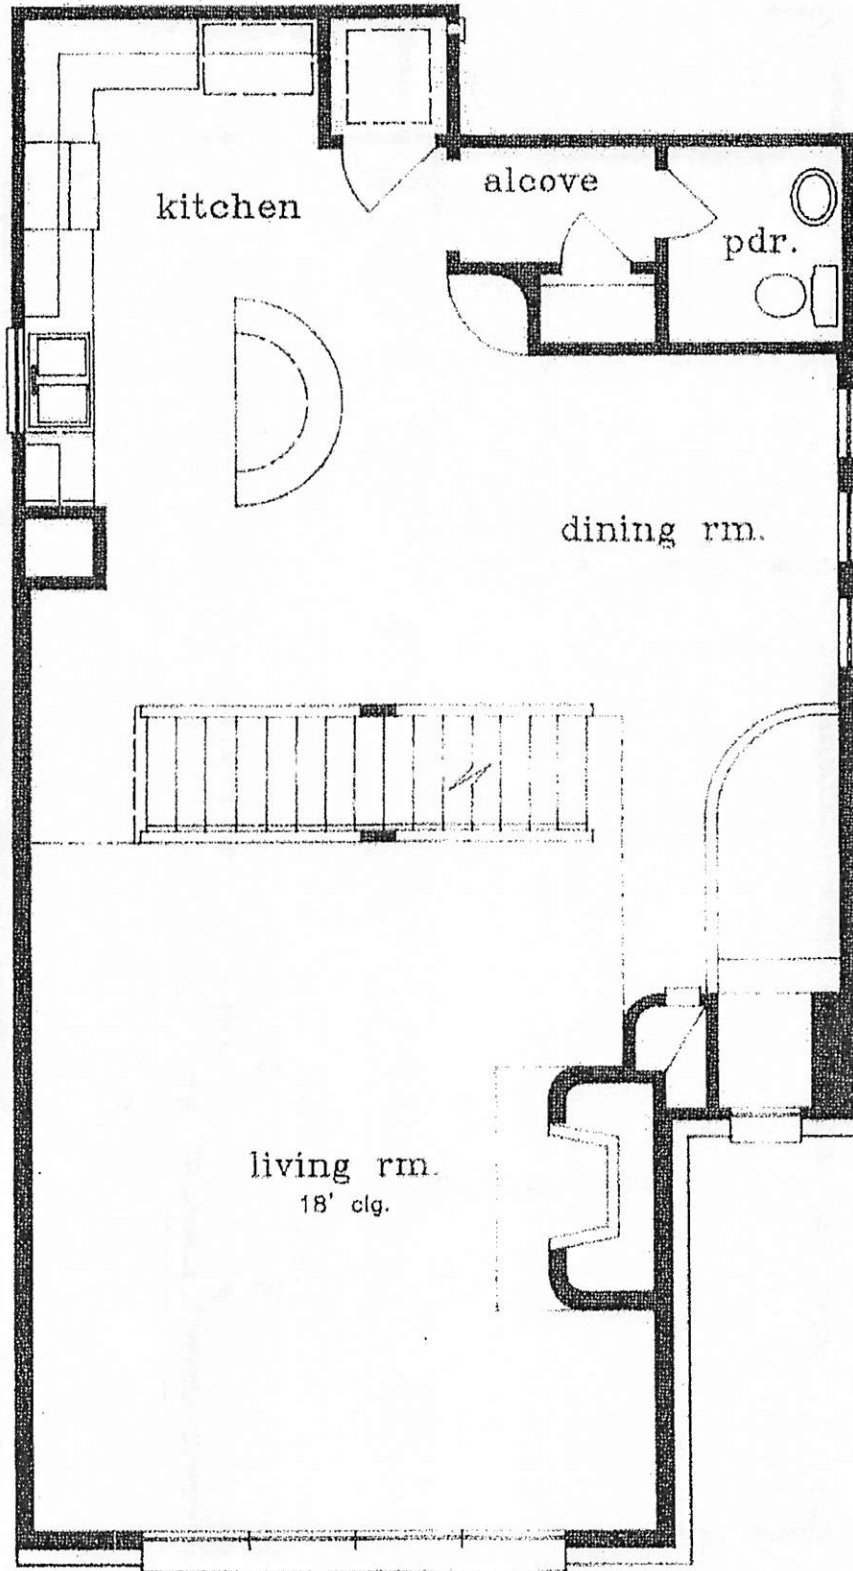 kitchen
alcove
pdr.
dining rm.
living rm.
18' clg.